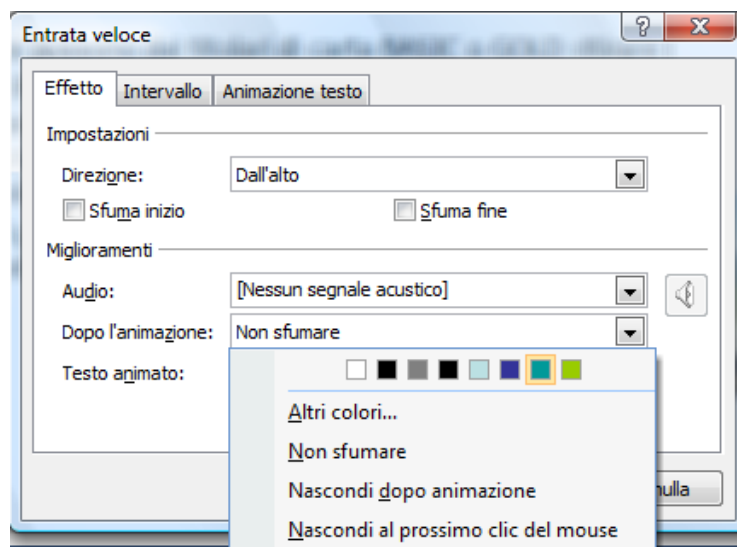 Entrata veloce
Effetto Intervallo Animazione testo
Impostazioni
Direzione: Dall'alto
Sfuma inizio Sfuma fine
Miglioramenti
Audio: [Nessun segnale acustico]
Dopo l'animazione: Non sfumare
Testo animato:
Altri colori...
Non sfumare
Nascondi dopo animazione
nulla
Nascondi al prossimo clic del mouse